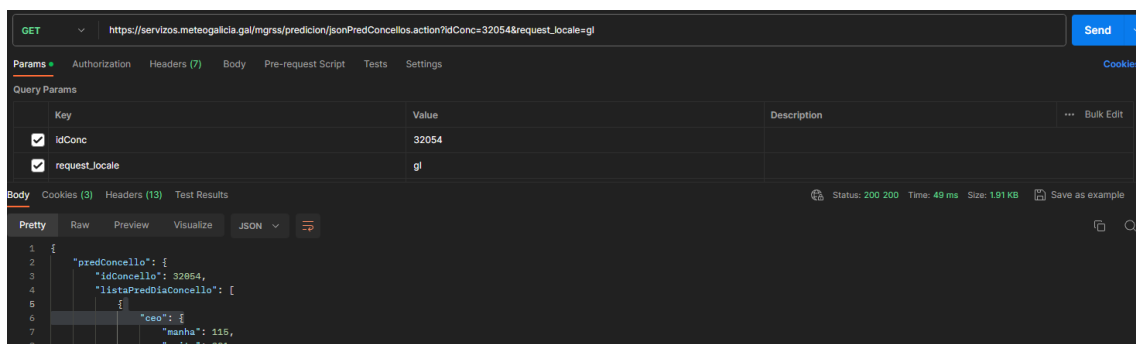 GET https://servizos.meteogalicia.gal/mgrss/predicion/jsonPredConcellos.action?idConc=32054&request_locale=gl Send
Params Authorization Headers (7) Body Pre-request Script Tests Settings Cookies
Query Params
Key Value Description ••• Bulk Edit
idConc 32054
request_locale gl
Body Cookies (3) Headers (13) Test Results Status: 200 200 Time: 49 ms Size: 1.91 KB Save as example
Pretty Raw Preview Visualize JSON
1 {
2 "predConcello": {
3 "idConcello": 32054,
4 "listaPredDiaConcello": [
5 {
6 "ceo": {
7 "manha": 115,